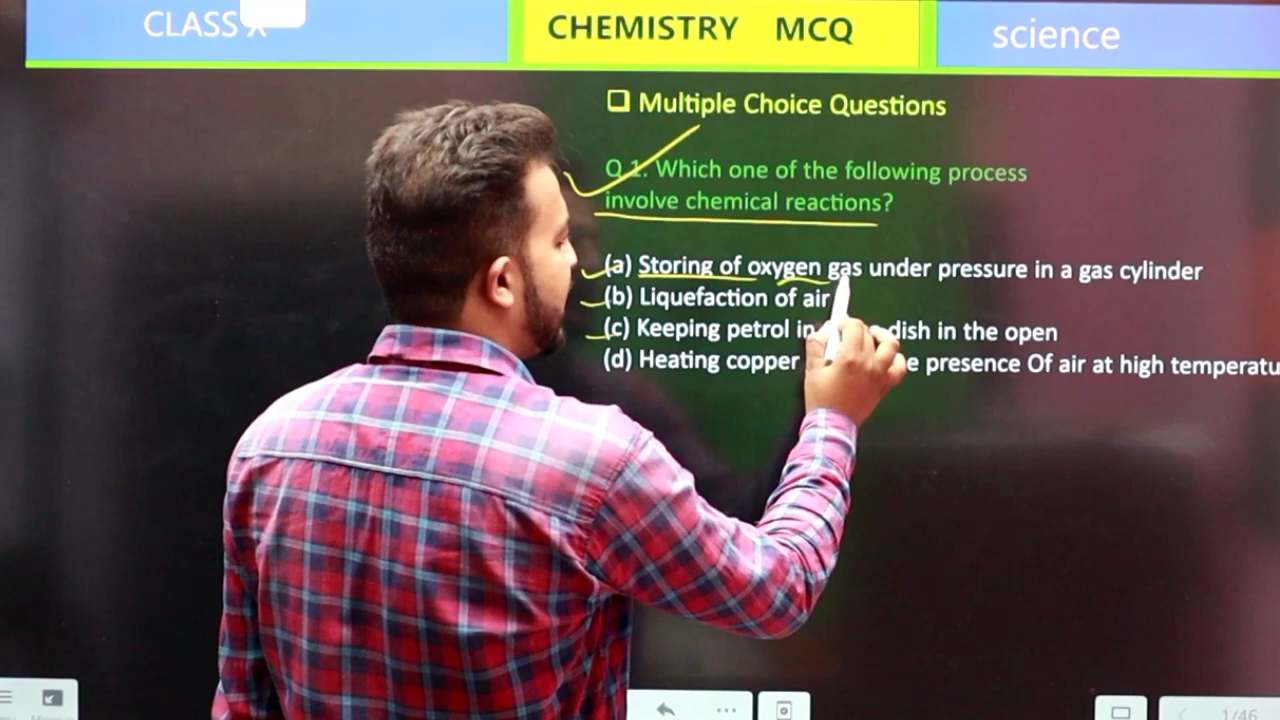 CLASS X
CHEMISTRY MCQ
science
Multiple Choice Questions
Q 1. Which one of the following process
involve chemical reactions?
(a) Storing of oxygen gas under pressure in a gas cylinder
(b) Liquefaction of air
(c) Keeping petrol in dish in the open
(d) Heating copper presence Of air at high
1/46